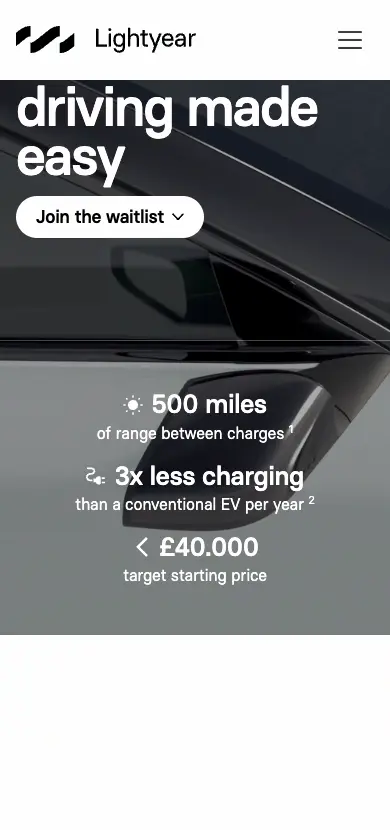 Lightyear
driving made
easy
Join the waitlist
500 miles
of range between charges 1
3x less charging
than a conventional EV per year 2
< £40.000
target starting price